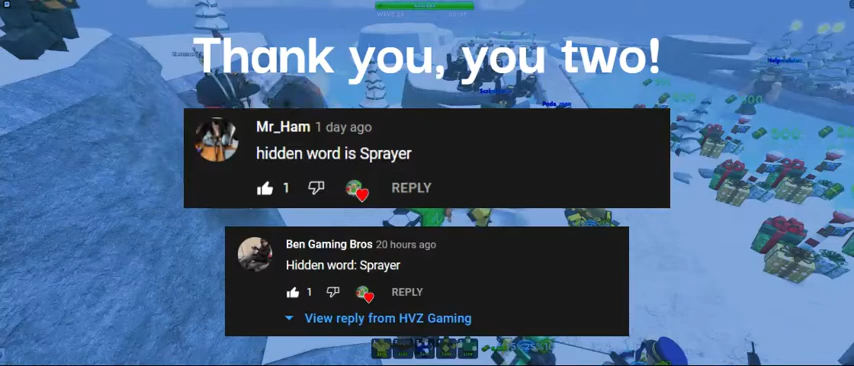 Thank you, you two!
Mr_Ham 1 day ago
hidden word is Sprayer
1 REPLY
Ben Gaming Bros 20 hours ago
Hidden word: Sprayer
1 REPLY
View reply from HVZ Gaming